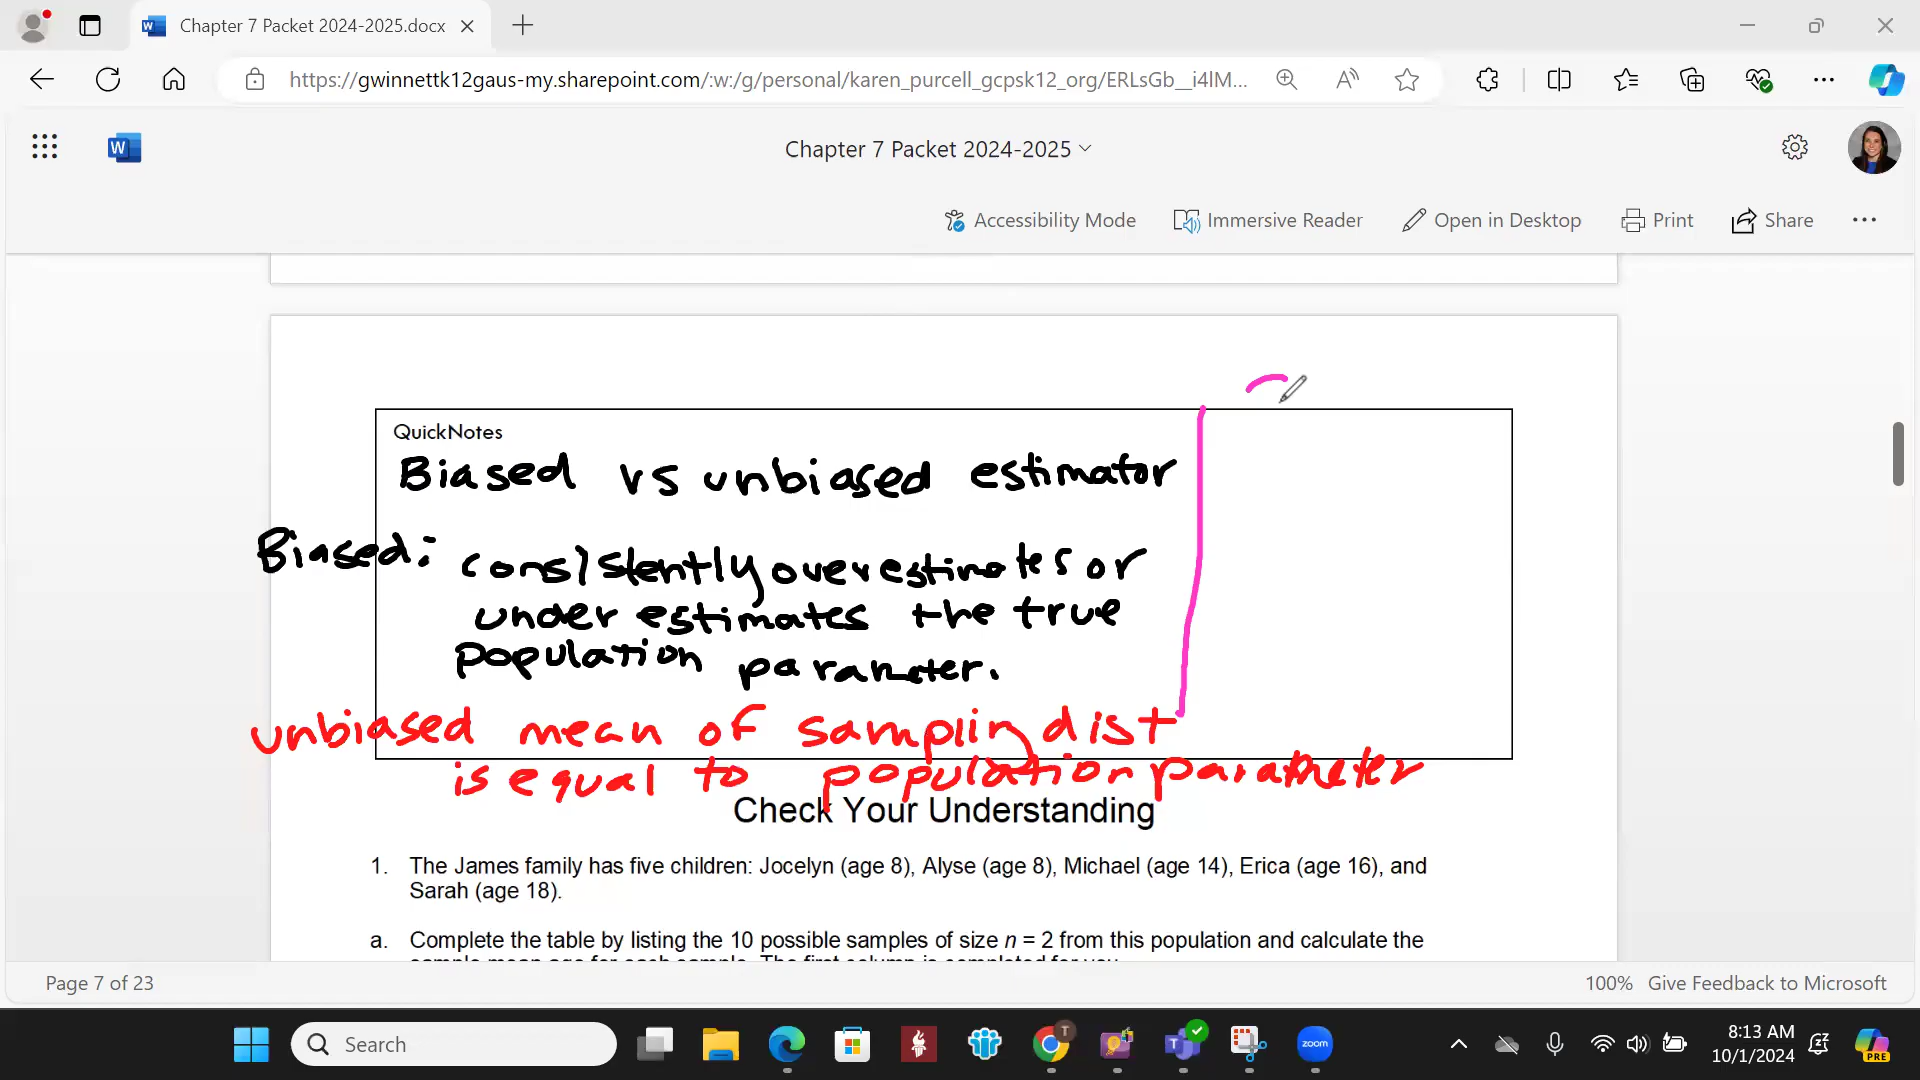 Chapter 7 Packet 2024-2025.docx
https://gwinnettk12gaus-my.sharepoint.com/:w:/g/personal/karen_purcell_gcpsk12_org/ERLsGb__i4lM...
Chapter 7 Packet 2024-2025
Accessibility Mode Immersive Reader Open in Desktop Print Share
QuickNotes
Biased vs unbiased estimator
Biased: consistently overestimates or
under estimates the true
population parameter.
unbiased mean of sampling dist
is equal to population parameter
Check Your Understanding
1. The James family has five children: Jocelyn (age 8), Alyse (age 8), Michael (age 14), Erica (age 16), and
Sarah (age 18).
a. Complete the table by listing the 10 possible samples of size n = 2 from this population and calculate the
Page 7 of 23 100% Give Feedback to Microsoft
Search zoom 8:13 AM
10/1/2024 PRE